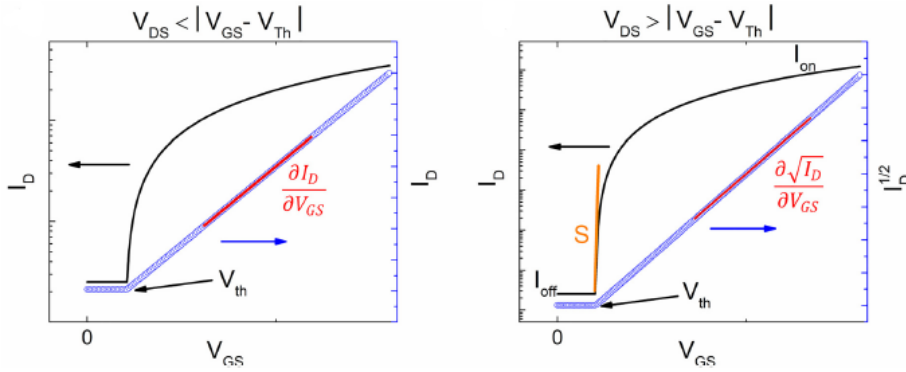 V_DS < | V_GS - V_Th |
I_D
∂I_D
∂V_GS
V_th
I_D
0
V_GS
V_DS > | V_GS - V_Th |
I_on
I_D
S
∂√I_D
∂V_GS
I_off
V_th
I_D^1/2
0
V_GS